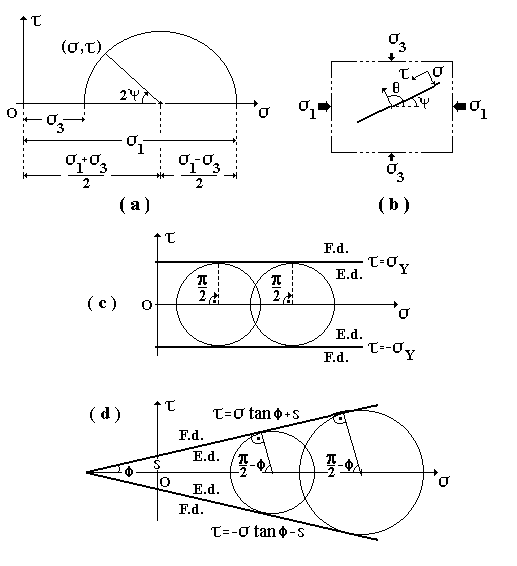 τ
(σ,τ)
2ψ
O
σ
σ3
σ1
σ1+σ3
2
σ1-σ3
2
( a )
σ3
τ
σ
θ
ψ
σ1
σ1
σ3
( b )
τ
F.d.
τ=σY
E.d.
π
2
π
2
( c )
O
σ
E.d.
τ=-σY
F.d.
( d )
τ
τ=σ tanϕ+s
F.d.
E.d.
s
ϕ
π
2
-ϕ
π
2
-ϕ
O
σ
E.d.
F.d.
τ=-σ tanϕ-s